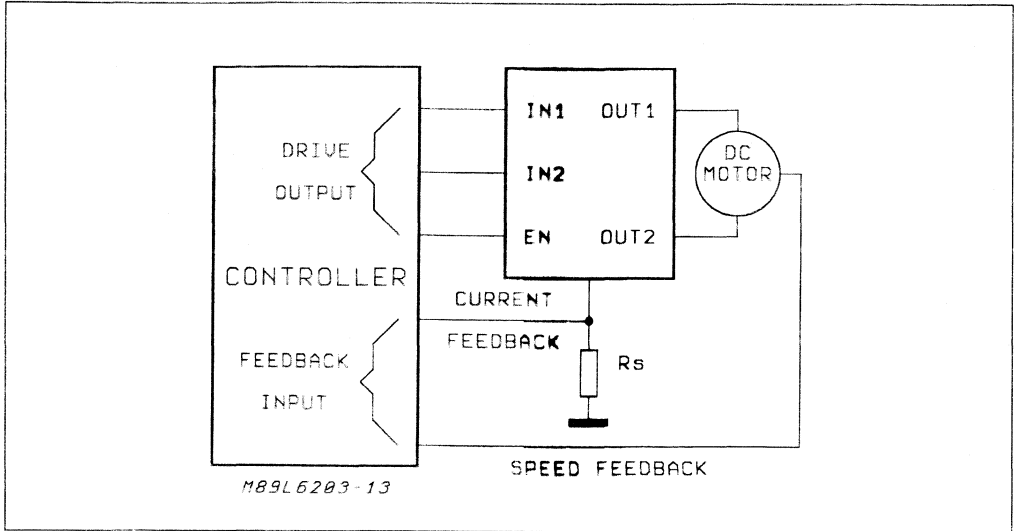 IN1 OUT1
DRIVE
OUTPUT
IN2
DC
MOTOR
EN OUT2
CONTROLLER
CURRENT
FEEDBACK
FEEDBACK
INPUT
Rs
SPEED FEEDBACK
M89L6203-13